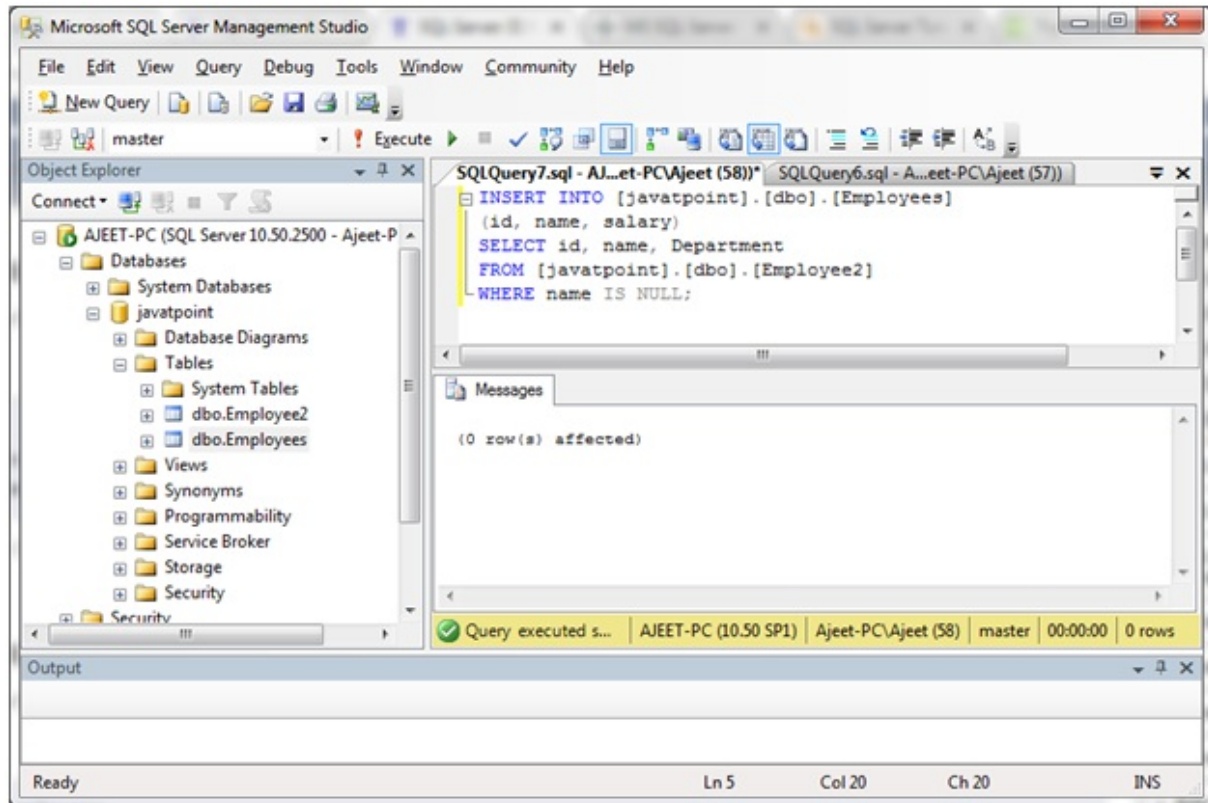 Microsoft SQL Server Management Studio
File Edit View Query Debug Tools Window Community Help
New Query
master Execute
Object Explorer
Connect
AJEET-PC (SQL Server 10.50.2500 - Ajeet-P
Databases
System Databases
javatpoint
Database Diagrams
Tables
System Tables
dbo.Employee2
dbo.Employees
Views
Synonyms
Programmability
Service Broker
Storage
Security
Security
SQLQuery7.sql - AJ...et-PC\Ajeet (58))* SQLQuery6.sql - A...eet-PC\Ajeet (57))
INSERT INTO [javatpoint].[dbo].[Employees]
(id, name, salary)
SELECT id, name, Department
FROM [javatpoint].[dbo].[Employee2]
WHERE name IS NULL;
Messages
(0 row(s) affected)
Query executed s... AJEET-PC (10.50 SP1) Ajeet-PC\Ajeet (58) master 00:00:00 0 rows
Output
Ready Ln 5 Col 20 Ch 20 INS